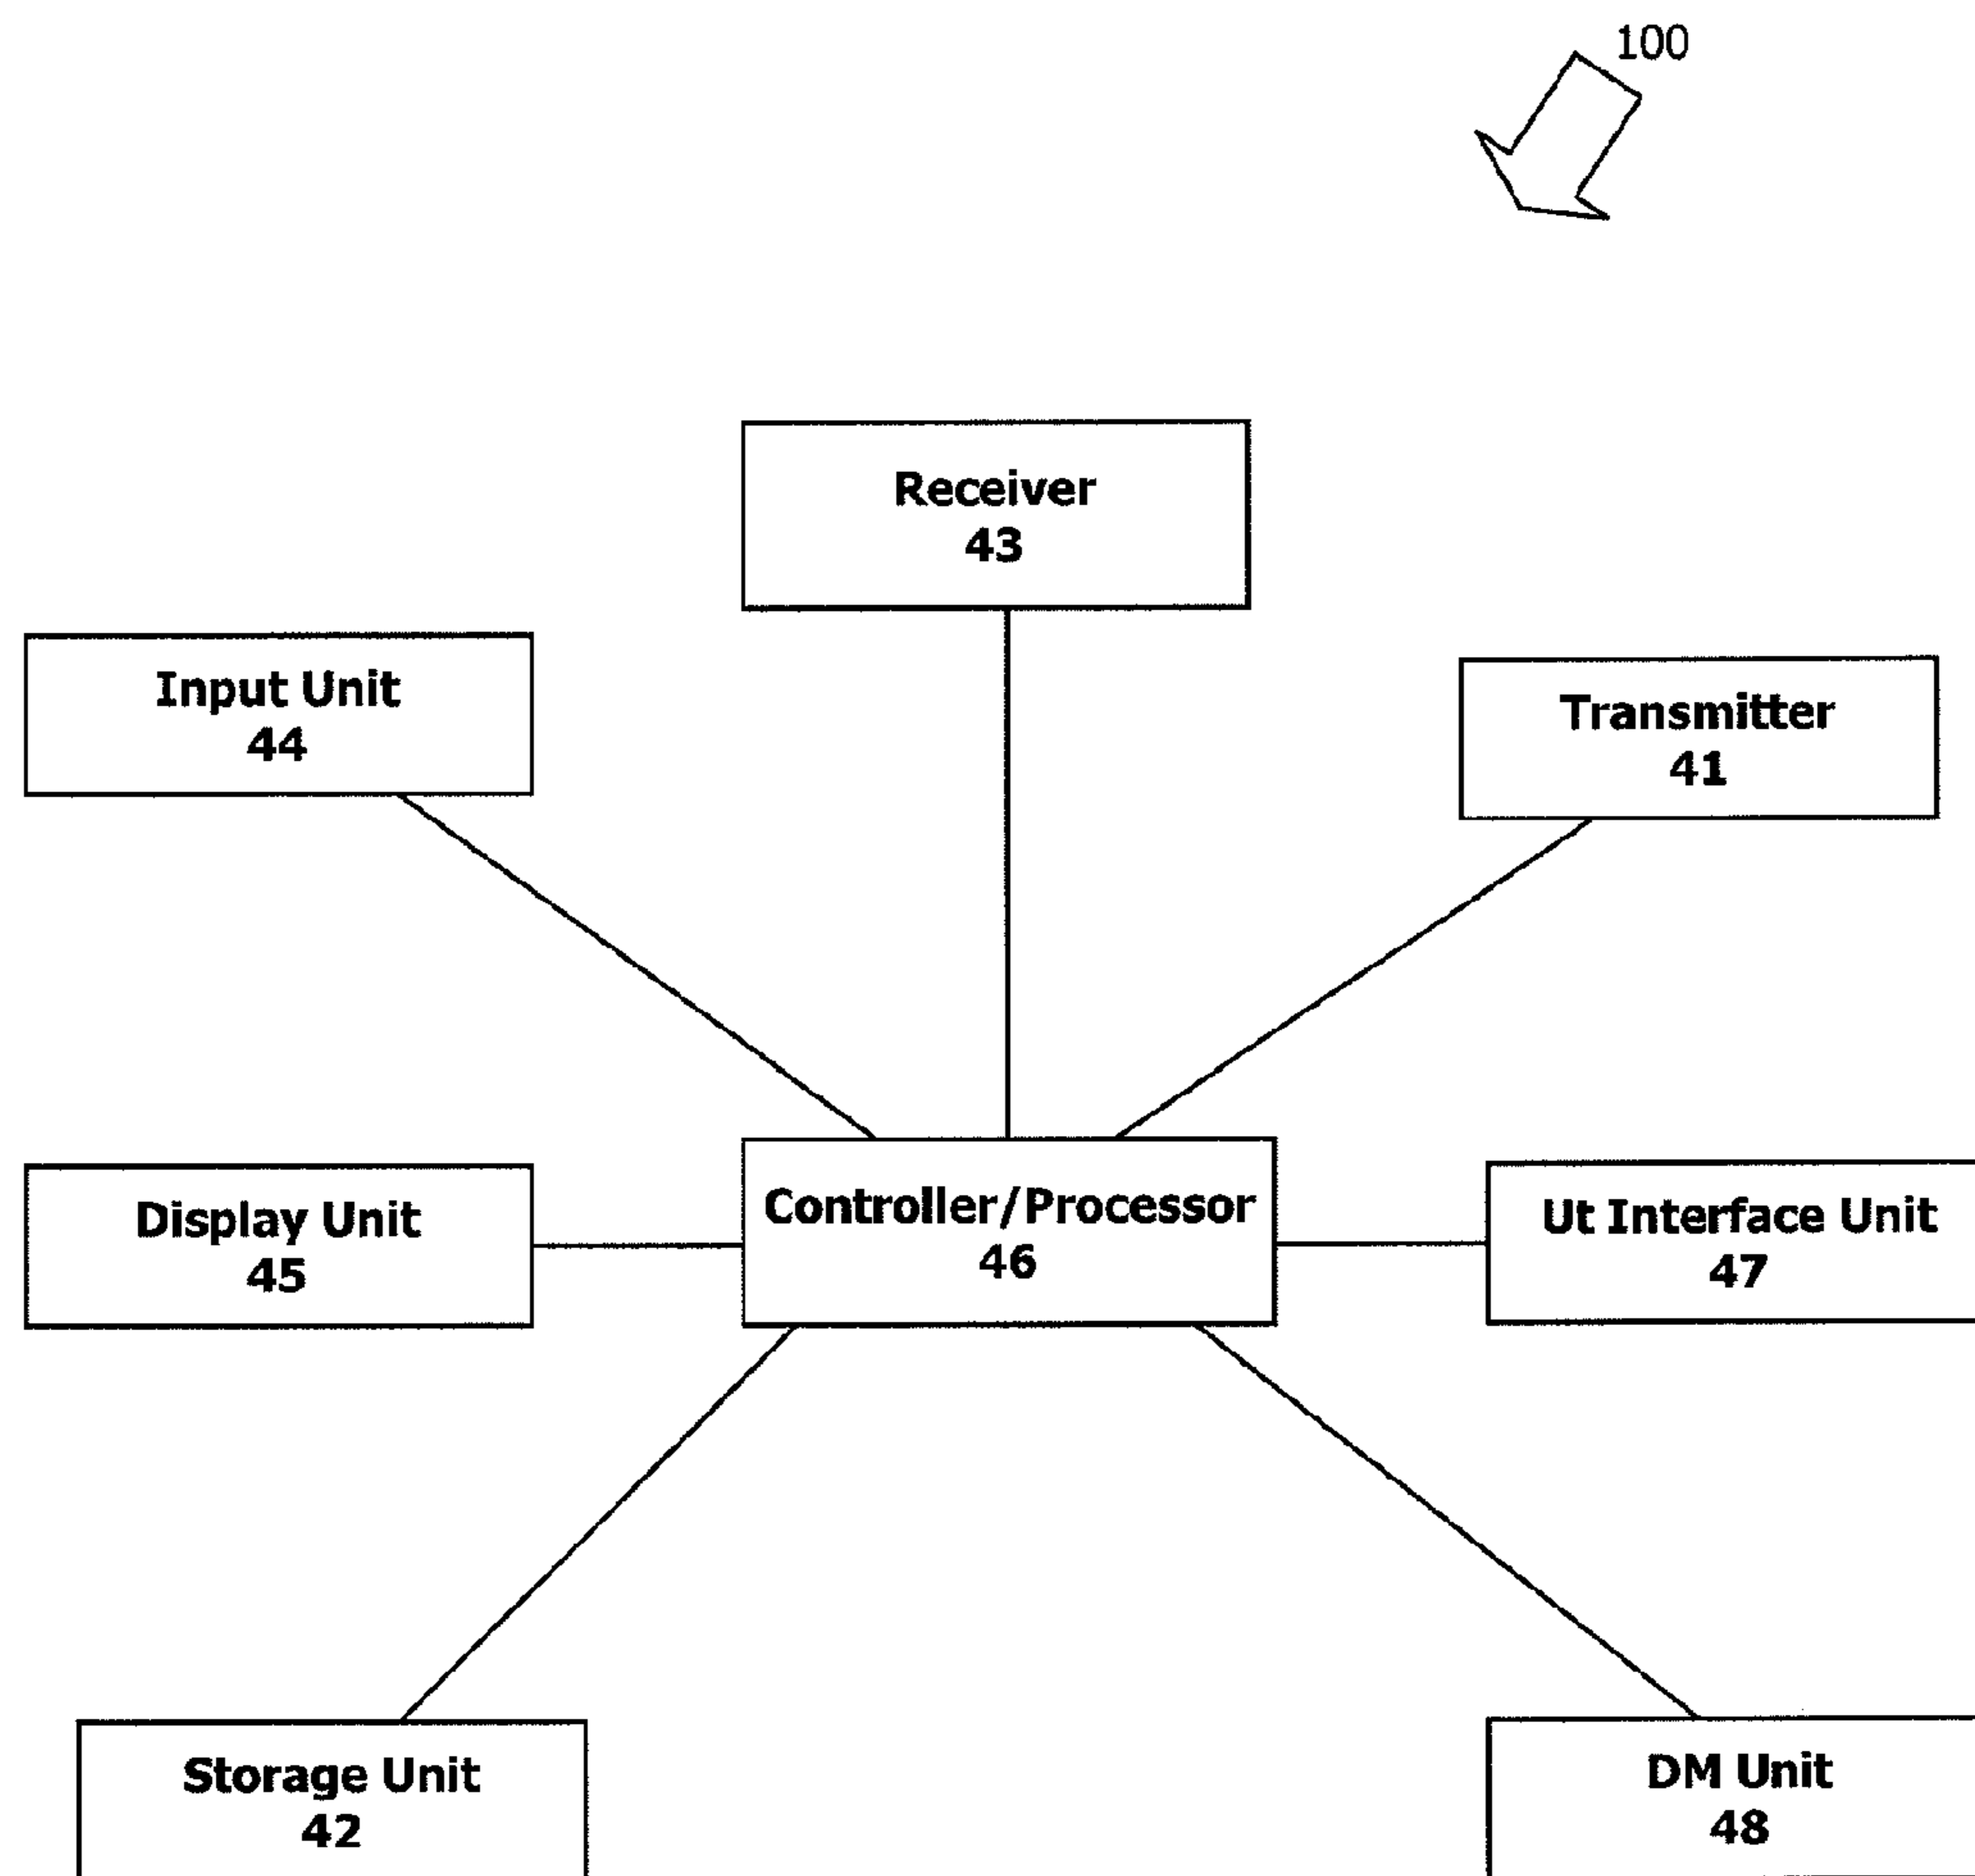 100
Receiver
43
Input Unit
44
Transmitter
41
Display Unit
45
Controller/Processor
46
Ut Interface Unit
47
Storage Unit
42
DM Unit
48